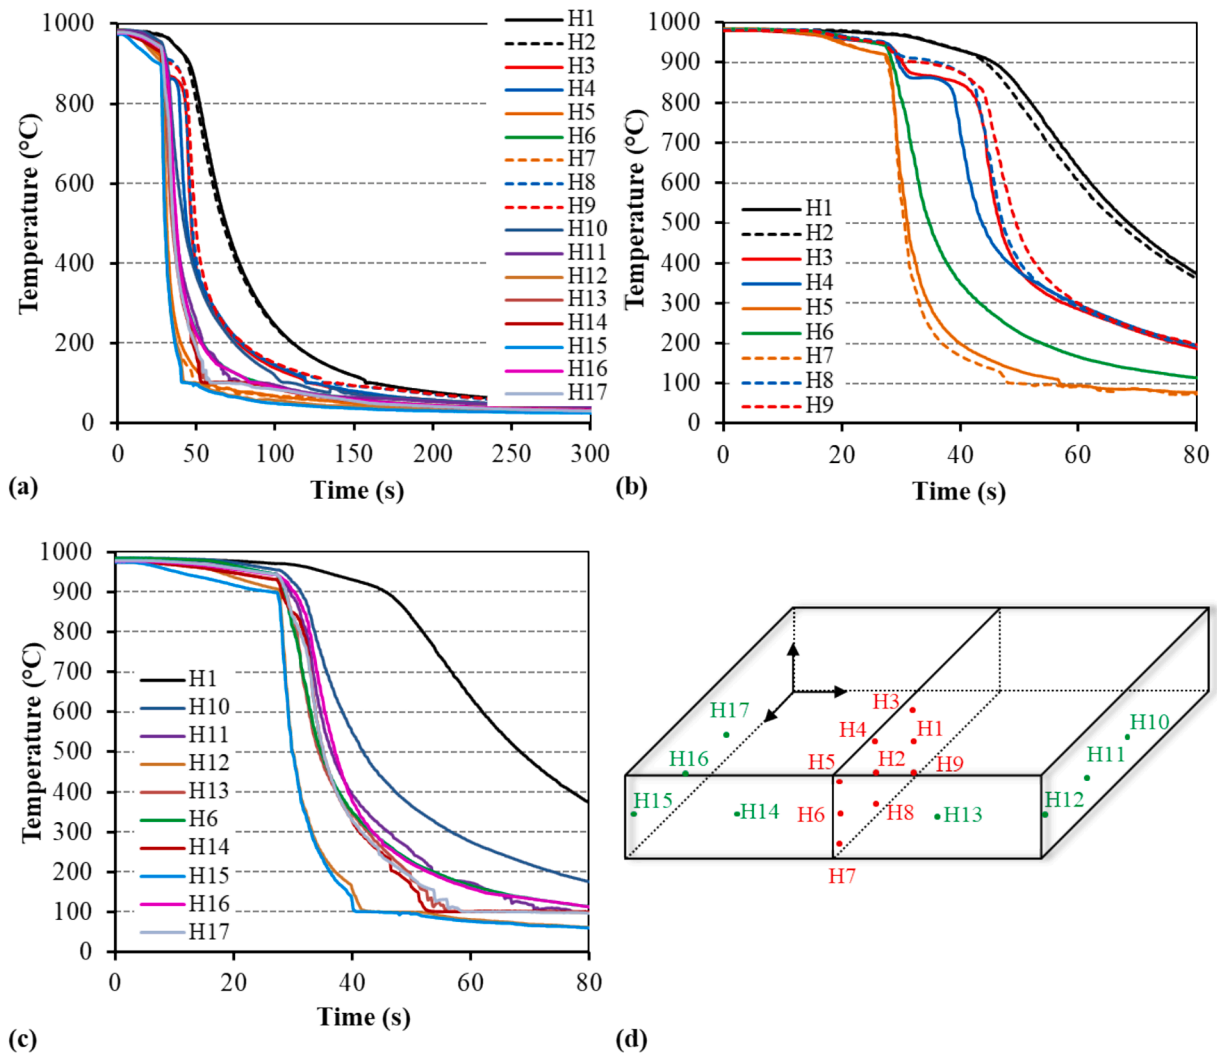 1000
800
600
400
200
0
Temperature (°C)
0 50 100 150 200 250 300
Time (s)
(a)
H1
H2
H3
H4
H5
H6
H7
H8
H9
H10
H11
H12
H13
H14
H15
H16
H17
1000
900
800
700
600
500
400
300
200
100
0
Temperature (°C)
H1
H2
H3
H4
H5
H6
H7
H8
H9
0 20 40 60 80
Time (s)
(b)
1000
900
800
700
600
500
400
300
200
100
0
Temperature (°C)
H1
H10
H11
H12
H13
H6
H14
H15
H16
H17
0 20 40 60 80
Time (s)
(c)
H3
H17 H4 H1 H10
H16 H5 H2 H9 H11
H15 H14 H6 H8 H13 H12
H7
(d)